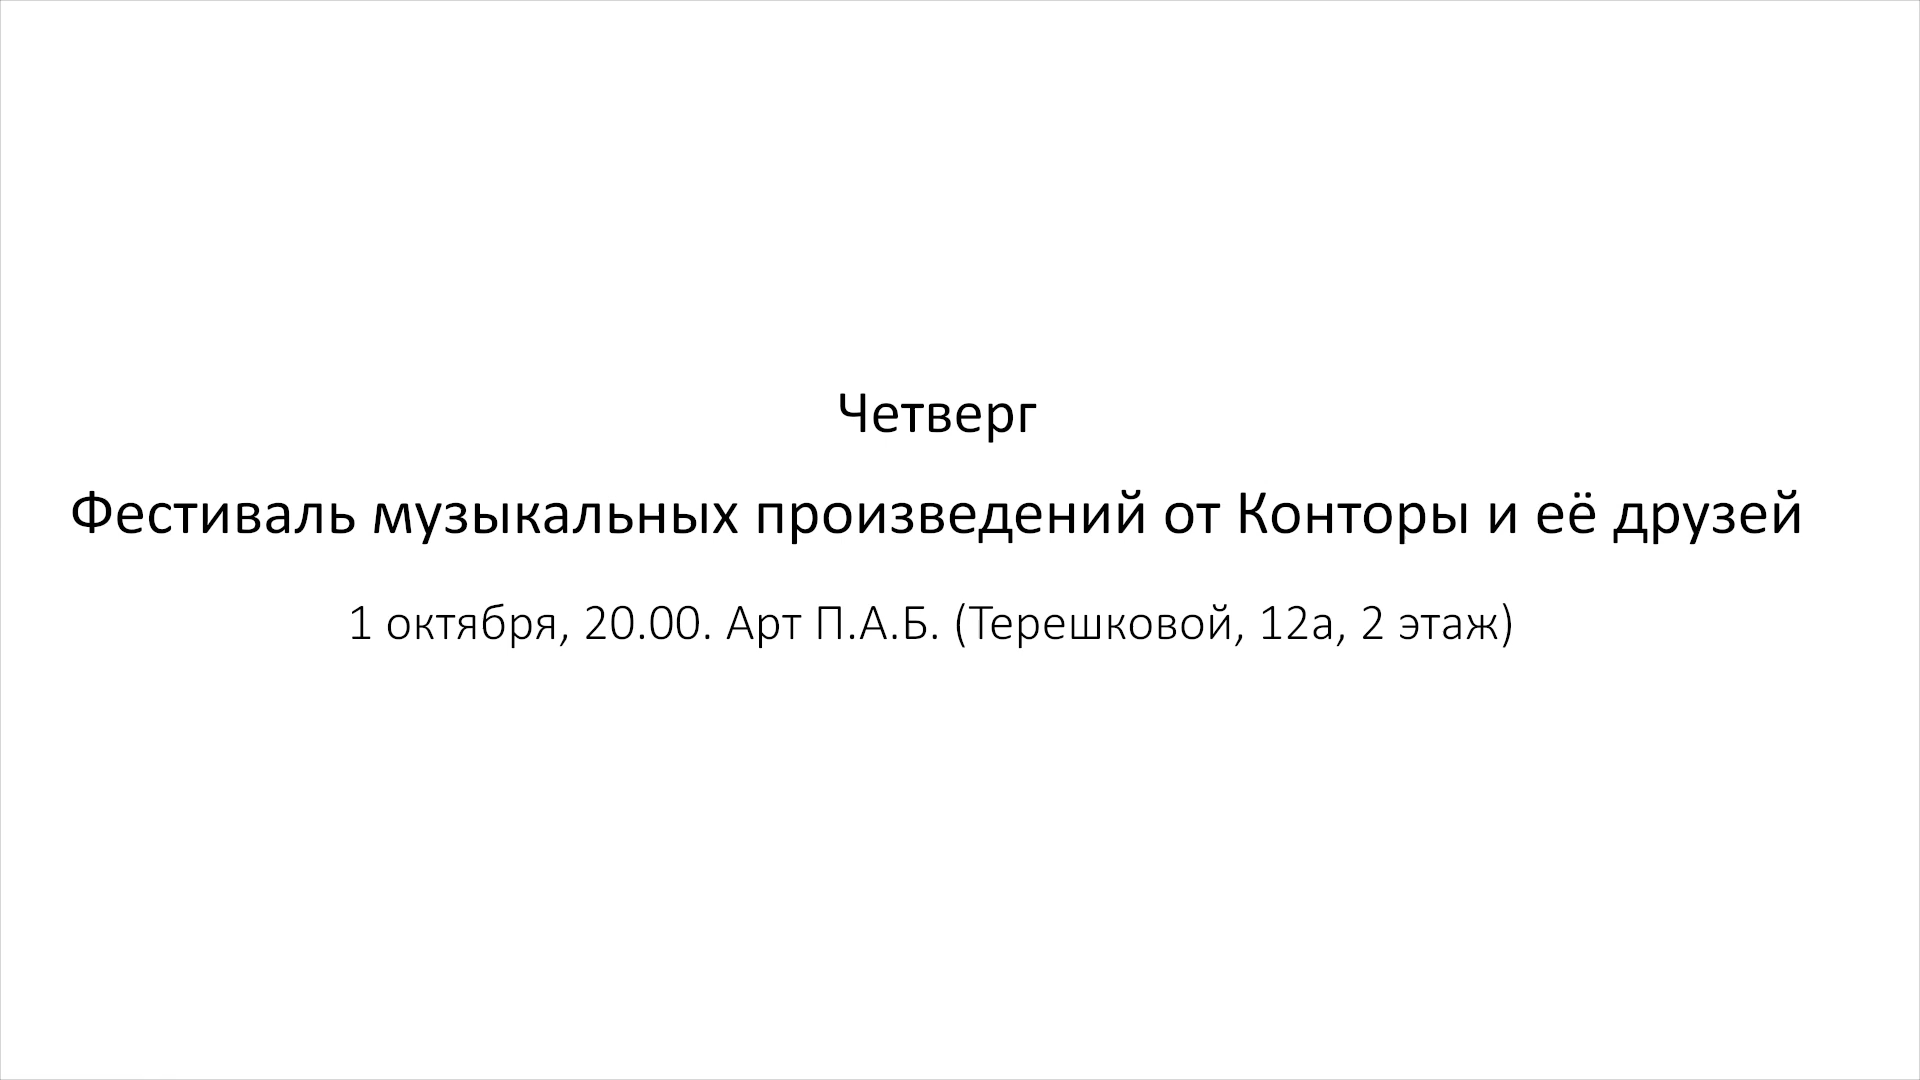 Четверг
Фестиваль музыкальных произведений от Конторы и её друзей
1 октября, 20.00. Арт П.А.Б. (Терешковой, 12а, 2 этаж)